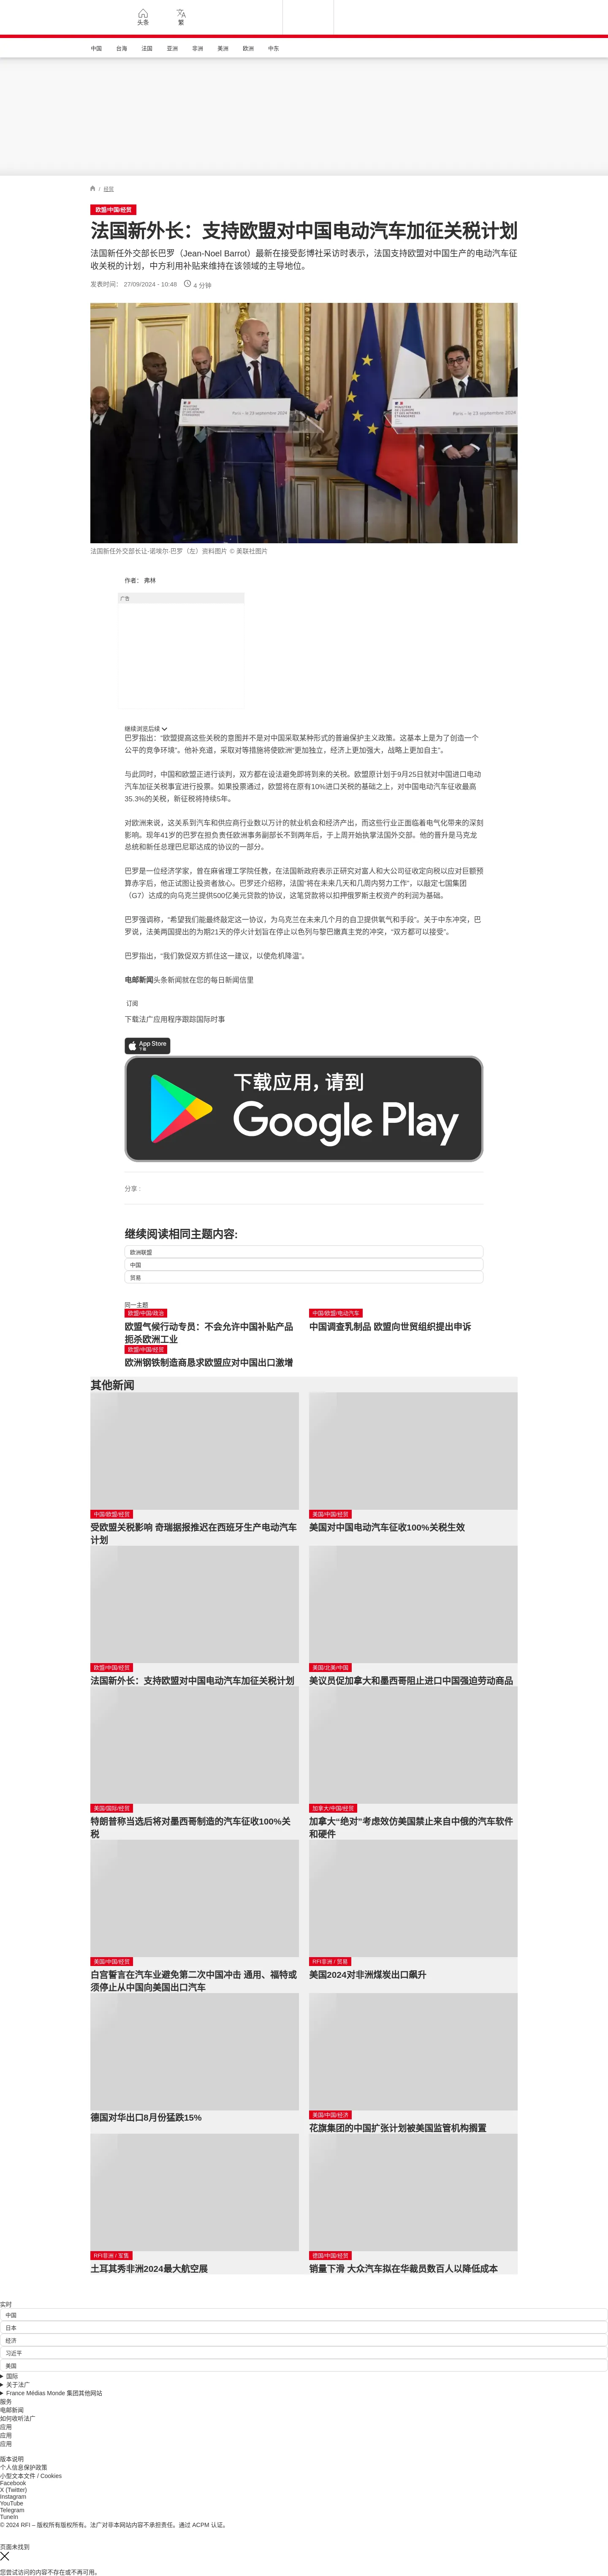 头条
繁
中国
台海
法国
亚洲
非洲
美洲
欧洲
中东
/ 经贸
欧盟/中国/经贸
法国新外长：支持欧盟对中国电动汽车加征关税计划
法国新任外交部长巴罗（Jean-Noel Barrot）最新在接受彭博社采访时表示，法国支持欧盟对中国生产的电动汽车征
收关税的计划，中方利用补贴来维持在该领域的主导地位。
发表时间： 27/09/2024 - 10:48
4 分钟
法国新任外交部长让-诺埃尔·巴罗（左）资料图片 © 美联社图片
作者： 弗林
广告
继续浏览后续
巴罗指出：“欧盟提高这些关税的意图并不是对中国采取某种形式的普遍保护主义政策。这基本上是为了创造一个
公平的竞争环境”。他补充道，采取对等措施将使欧洲“更加独立，经济上更加强大，战略上更加自主”。
与此同时，中国和欧盟正进行谈判，双方都在设法避免即将到来的关税。欧盟原计划于9月25日就对中国进口电动
汽车加征关税事宜进行投票。如果投票通过，欧盟将在原有10%进口关税的基础之上，对中国电动汽车征收最高
35.3%的关税，新征税将持续5年。
对欧洲来说，这关系到汽车和供应商行业数以万计的就业机会和经济产出，而这些行业正面临着电气化带来的深刻
影响。现年41岁的巴罗在担负责任欧洲事务副部长不到两年后，于上周开始执掌法国外交部。他的晋升是马克龙
总统和新任总理巴尼耶达成的协议的一部分。
巴罗是一位经济学家，曾在麻省理工学院任教，在法国新政府表示正研究对富人和大公司征收定向税以应对巨额预
算赤字后，他正试图让投资者放心。巴罗还介绍称，法国“将在未来几天和几周内努力工作”，以敲定七国集团
（G7）达成的向乌克兰提供500亿美元贷款的协议，这笔贷款将以扣押俄罗斯主权资产的利润为基础。
巴罗强调称，“希望我们能最终敲定这一协议，为乌克兰在未来几个月的自卫提供氧气和手段”。关于中东冲突，巴
罗说，法美两国提出的为期21天的停火计划旨在停止以色列与黎巴嫩真主党的冲突，“双方都可以接受”。
巴罗指出，“我们敦促双方抓住这一建议，以使危机降温”。
电邮新闻头条新闻就在您的每日新闻信里
订阅
下载法广应用程序跟踪国际时事
App Store
下载
下载应用，请到
Google Play
分享 :
继续阅读相同主题内容:
欧洲联盟
中国
贸易
同一主题
欧盟/中国/政治
欧盟气候行动专员：不会允许中国补贴产品
扼杀欧洲工业
中国/欧盟/电动汽车
中国调查乳制品 欧盟向世贸组织提出申诉
欧盟/中国/经贸
欧洲钢铁制造商恳求欧盟应对中国出口激增
其他新闻
中国/欧盟/经贸
受欧盟关税影响 奇瑞据报推迟在西班牙生产电动汽车
计划
美国/中国/经贸
美国对中国电动汽车征收100%关税生效
欧盟/中国/经贸
法国新外长：支持欧盟对中国电动汽车加征关税计划
美国/北美/中国
美议员促加拿大和墨西哥阻止进口中国强迫劳动商品
美国/国际/经贸
特朗普称当选后将对墨西哥制造的汽车征收100%关
税
加拿大/中国/经贸
加拿大“绝对”考虑效仿美国禁止来自中俄的汽车软件
和硬件
美国/中国/经贸
白宫誓言在汽车业避免第二次中国冲击 通用、福特或
须停止从中国向美国出口汽车
RFI非洲 / 贸易
美国2024对非洲煤炭出口飙升
德国对华出口8月份猛跌15%
美国/中国/经济
花旗集团的中国扩张计划被美国监管机构搁置
RFI非洲 / 军售
土耳其秀非洲2024最大航空展
德国/中国/经贸
销量下滑 大众汽车拟在华裁员数百人以降低成本
实时
中国
日本
经济
习近平
美国
国际
关于法广
France Médias Monde 集团其他网站
服务
电邮新闻
如何收听法广
应用
应用
应用
版本说明
个人信息保护政策
小型文本文件 / Cookies
Facebook
X (Twitter)
Instagram
YouTube
Telegram
TuneIn
© 2024 RFI – 版权所有版权所有。法广对非本网站内容不承担责任。通过 ACPM 认证。
页面未找到
您尝试访问的内容不存在或不再可用。